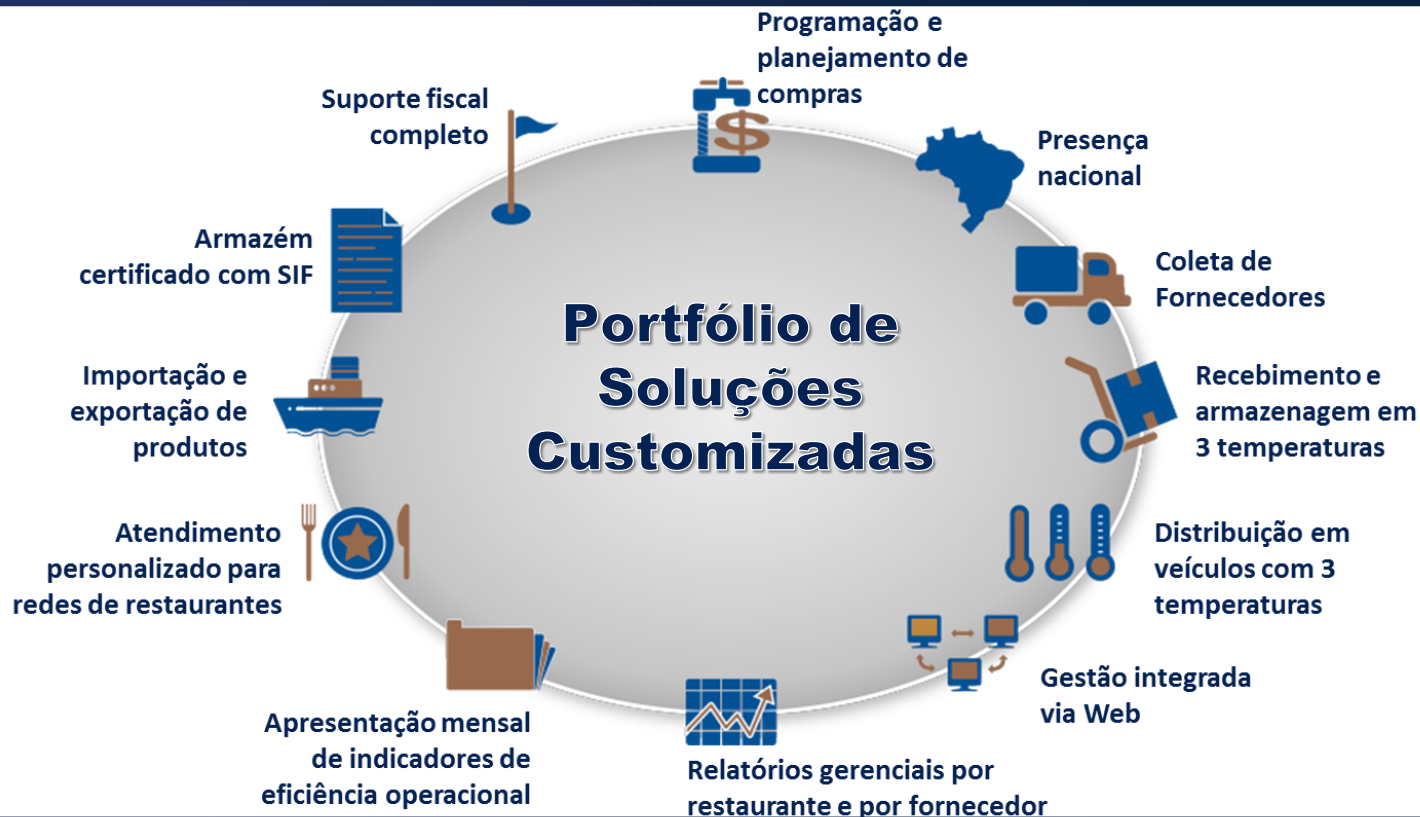 Programação e
planejamento de
compras
Presença
nacional
Coleta de
Fornecedores
Recebimento e
armazenagem em
3 temperaturas
Distribuição em
veículos com 3
temperaturas
Gestão integrada
via Web
Relatórios gerenciais por
restaurante e por fornecedor
Apresentação mensal
de indicadores de
eficiência operacional
Atendimento
personalizado para
redes de restaurantes
Importação e
exportação de
produtos
Armazém
certificado com SIF
Suporte fiscal
completo
$
Portfólio de
Soluções
Customizadas